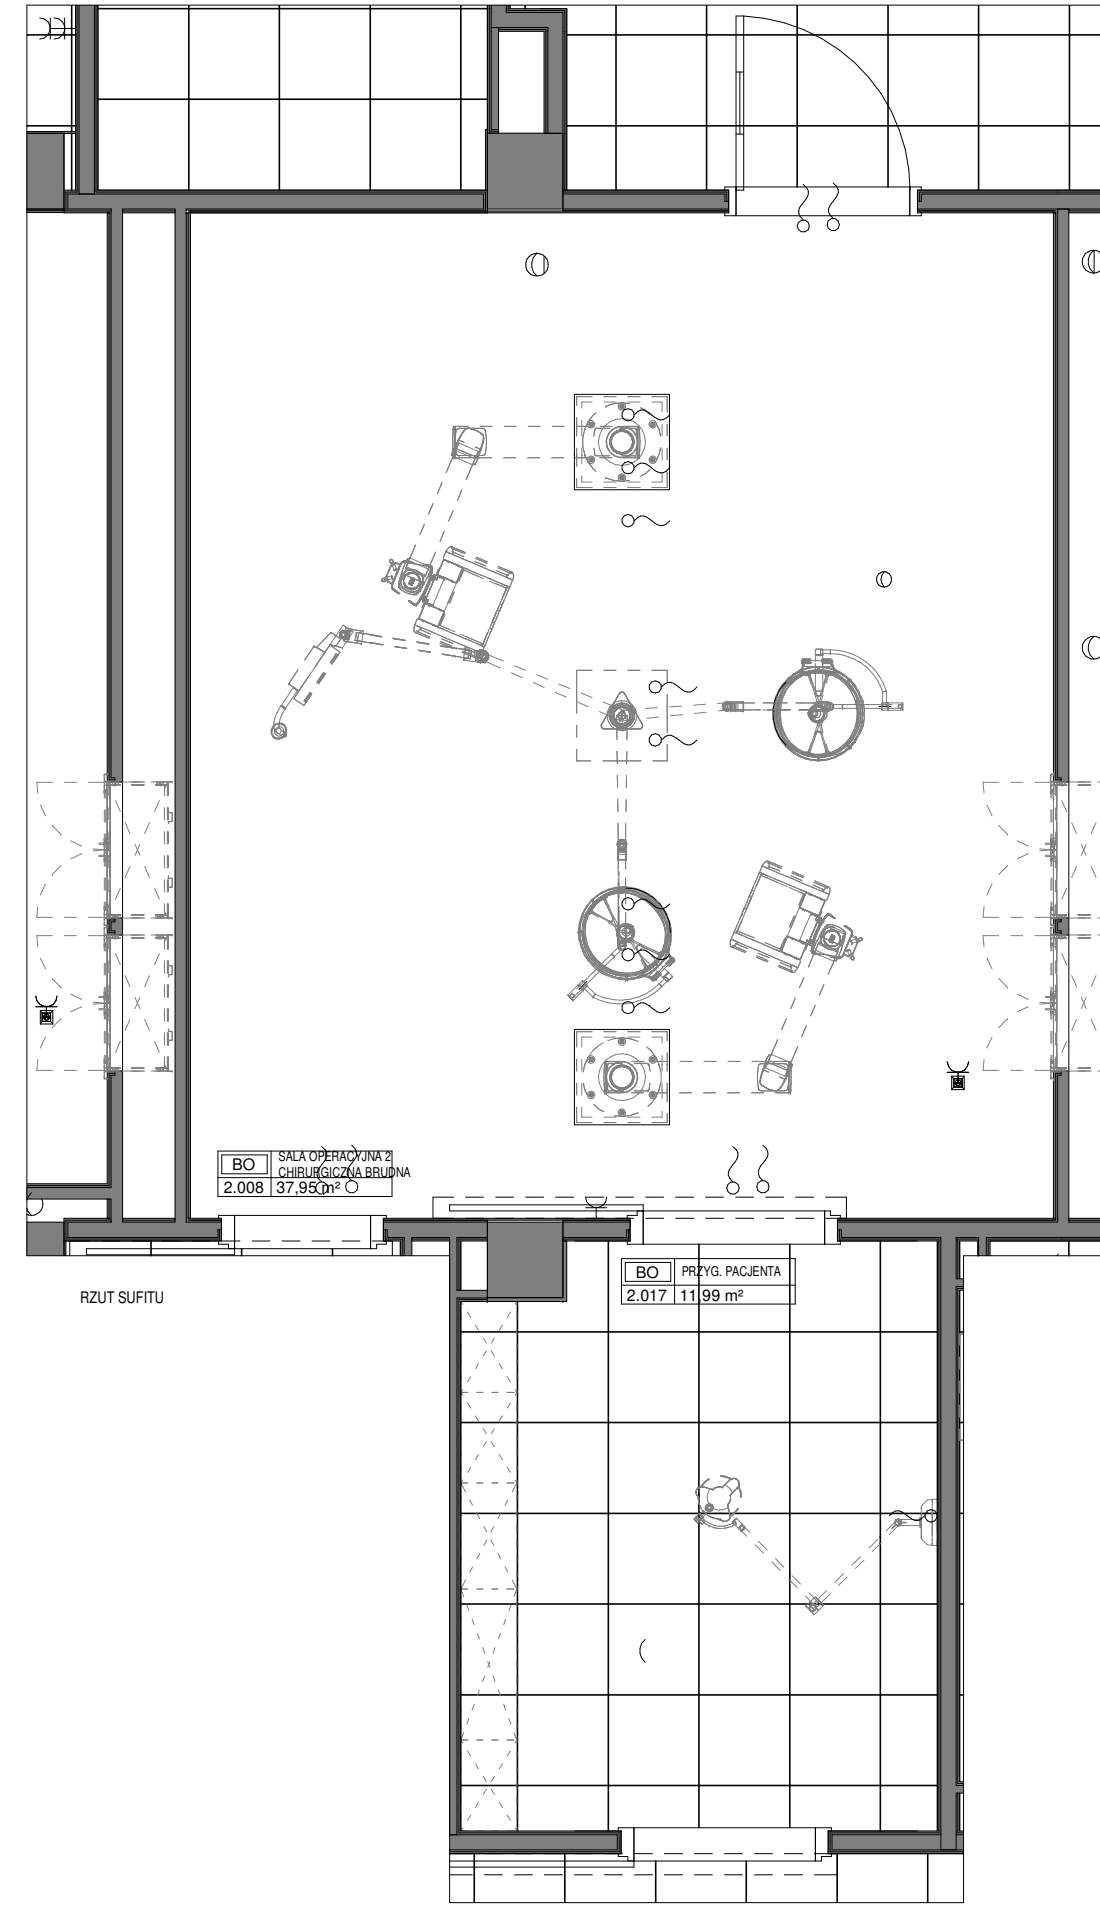 BO SALA OPERACYJNA 2
CHIRURGICZNA BRUDNA
2.008 37,95 m²
BO PRZYG. PACJENTA
2.017 11,99 m²
RZUT SUFITU